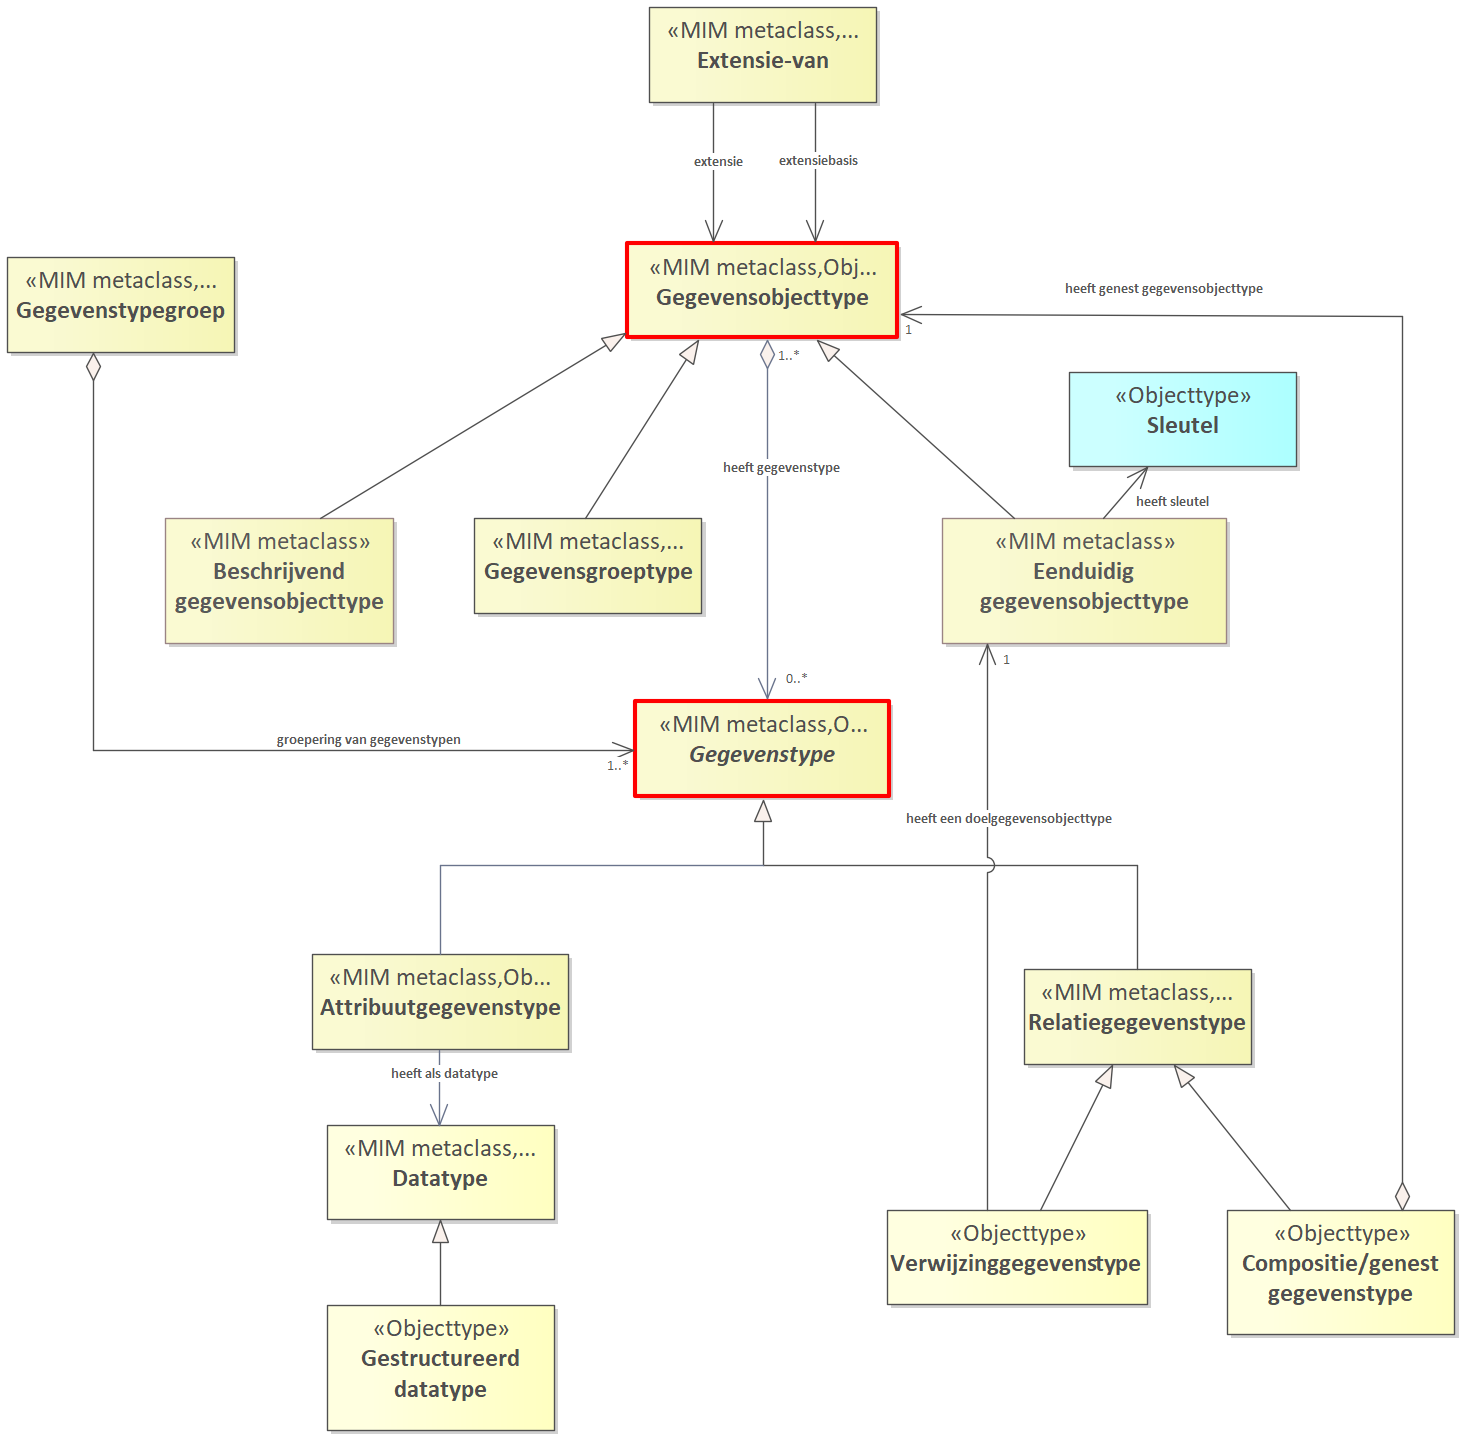 «MIM metaclass,...
Extensie-van
extensie
extensiebasis
«MIM metaclass,...
Gegevenstypegroep
«MIM metaclass,Obj...
Gegevensobjecttype
heeft genest gegevensobjecttype
1
1..*
«Objecttype»
Sleutel
heeft gegevenstype
heeft sleutel
«MIM metaclass»
Beschrijvend
gegevensobjecttype
«MIM metaclass,...
Gegevensgroeptype
«MIM metaclass»
Eenduidig
gegevensobjecttype
1
0..*
«MIM metaclass,O...
Gegevenstype
groepering van gegevenstypen
1..*
heeft een doelgegevensobjecttype
«MIM metaclass,Ob...
Attribuutgegevenstype
«MIM metaclass,...
Relatiegegevenstype
heeft als datatype
«MIM metaclass,...
Datatype
«Objecttype»
Verwijzinggegevenstype
«Objecttype»
Compositie/genest
gegevenstype
«Objecttype»
Gestructureerd
datatype